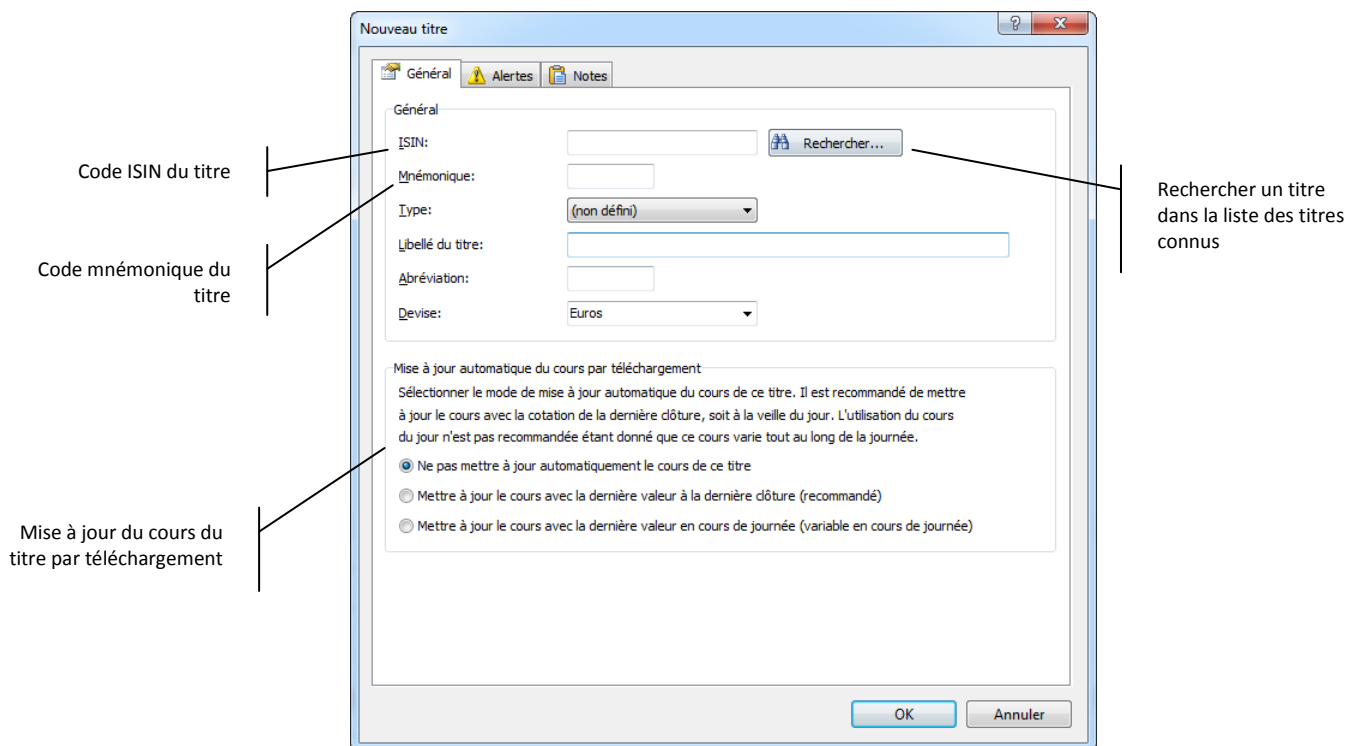 Nouveau titre
Général Alertes Notes
Général
ISIN: Rechercher...
Mnémonique:
Type: (non défini)
Libellé du titre:
Abréviation:
Devise: Euros
Mise à jour automatique du cours par téléchargement
Sélectionner le mode de mise à jour automatique du cours de ce titre. Il est recommandé de mettre
à jour le cours avec la cotation de la dernière clôture, soit à la veille du jour. L'utilisation du cours
du jour n'est pas recommandée étant donné que ce cours varie tout au long de la journée.
Ne pas mettre à jour automatiquement le cours de ce titre
Mettre à jour le cours avec la dernière valeur à la dernière clôture (recommandé)
Mettre à jour le cours avec la dernière valeur en cours de journée (variable en cours de journée)
OK Annuler
Code ISIN du titre
Code mnémonique du
titre
Mise à jour du cours du
titre par téléchargement
Rechercher un titre
dans la liste des titres
connus